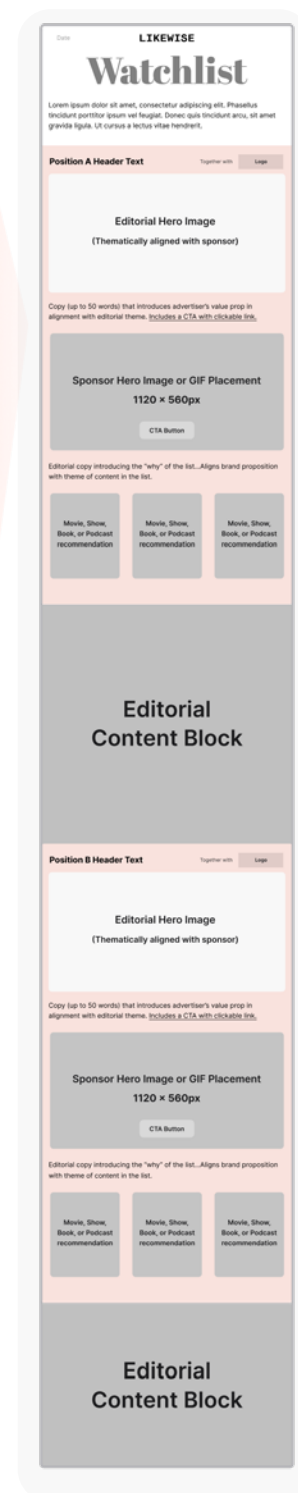 Date
LIKEWISE
Watchlist
Lorem ipsum dolor sit amet, consectetur adipiscing elit. Phasellus
tincidunt porttitor ipsum vel feugiat. Donec quis tincidunt arcu, sit amet
gravida ligula. Ut cursus a lectus vitae hendrerit.
Position A Header Text
Together with
Logo
Editorial Hero Image
(Thematically aligned with sponsor)
Copy (up to 50 words) that introduces advertiser's value prop in
alignment with editorial theme. Includes a CTA with clickable link.
Sponsor Hero Image or GIF Placement
1120 × 560px
CTA Button
Editorial copy introducing the "why" of the list...Aligns brand proposition
with theme of content in the list.
Movie, Show,
Book, or Podcast
recommendation
Movie, Show,
Book, or Podcast
recommendation
Movie, Show,
Book, or Podcast
recommendation
Editorial
Content Block
Position B Header Text
Together with
Logo
Editorial Hero Image
(Thematically aligned with sponsor)
Copy (up to 50 words) that introduces advertiser's value prop in
alignment with editorial theme. Includes a CTA with clickable link.
Sponsor Hero Image or GIF Placement
1120 × 560px
CTA Button
Editorial copy introducing the "why" of the list...Aligns brand proposition
with theme of content in the list.
Movie, Show,
Book, or Podcast
recommendation
Movie, Show,
Book, or Podcast
recommendation
Movie, Show,
Book, or Podcast
recommendation
Editorial
Content Block